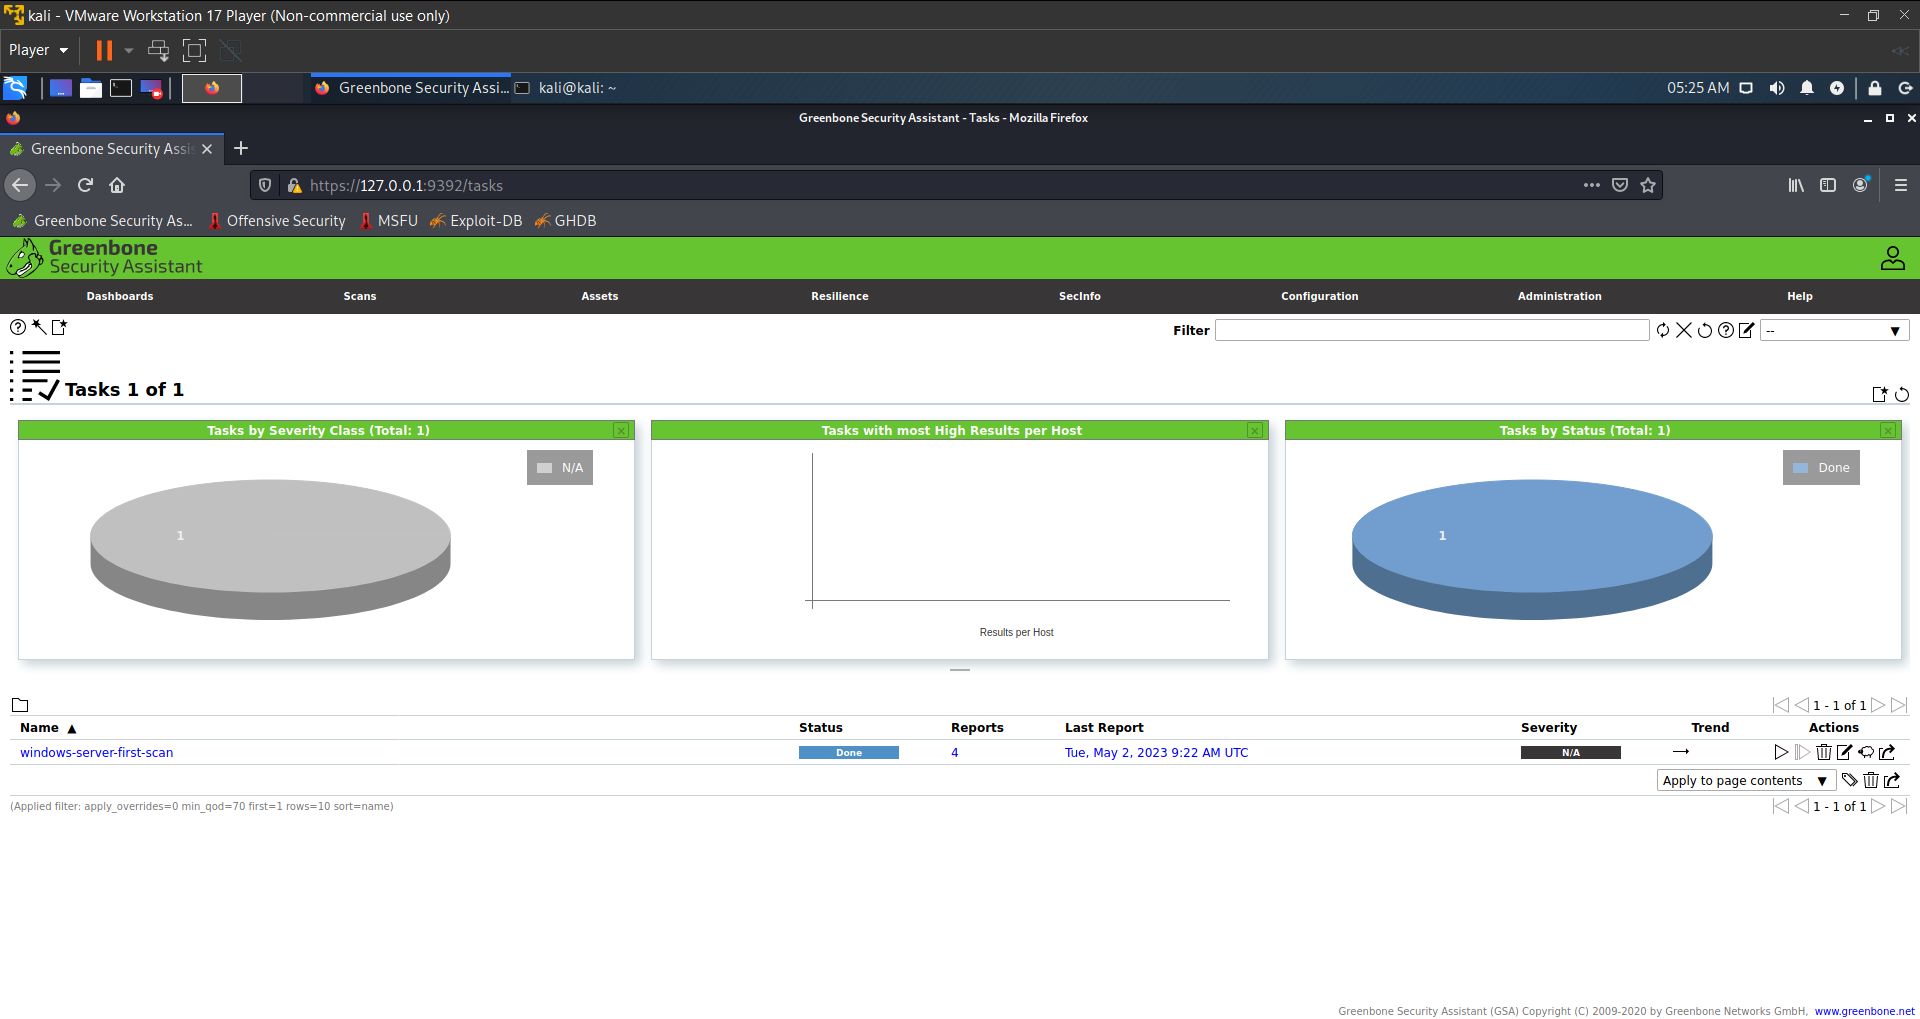 kali - VMware Workstation 17 Player (Non-commercial use only)
Player
Greenbone Security Assi...
kali@kali: ~
05:25 AM
Greenbone Security Assistant - Tasks - Mozilla Firefox
Greenbone Security Assis
https://127.0.0.1:9392/tasks
Greenbone Security As...
Offensive Security
MSFU
Exploit-DB
GHDB
Greenbone
Security Assistant
Dashboards
Scans
Assets
Resilience
SecInfo
Configuration
Administration
Help
Filter
--
Tasks 1 of 1
Tasks by Severity Class (Total: 1)
N/A
1
Tasks with most High Results per Host
Results per Host
Tasks by Status (Total: 1)
Done
1
1 - 1 of 1
Name ▲ Status Reports Last Report Severity Trend Actions
windows-server-first-scan Done 4 Tue, May 2, 2023 9:22 AM UTC N/A
Apply to page contents
(Applied filter: apply_overrides=0 min_qod=70 first=1 rows=10 sort=name)
1 - 1 of 1
Greenbone Security Assistant (GSA) Copyright (C) 2009-2020 by Greenbone Networks GmbH, www.greenbone.net